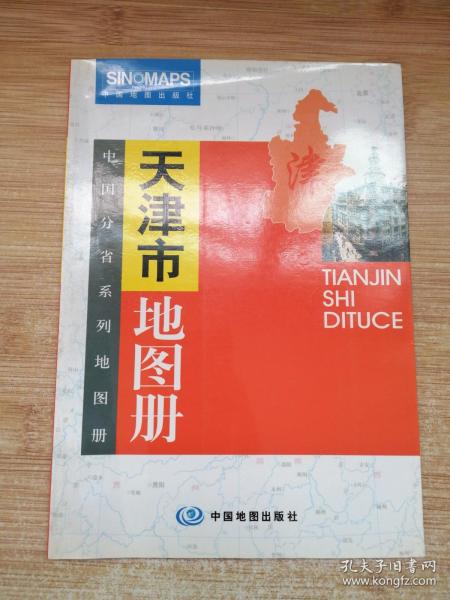 SINOMAPS
中国地图出版社
中国分省系列地图册
天津市
地图册
津
TIANJIN
SHI
DITUCE
中国地图出版社
孔夫子旧书网
www.kongfz.com